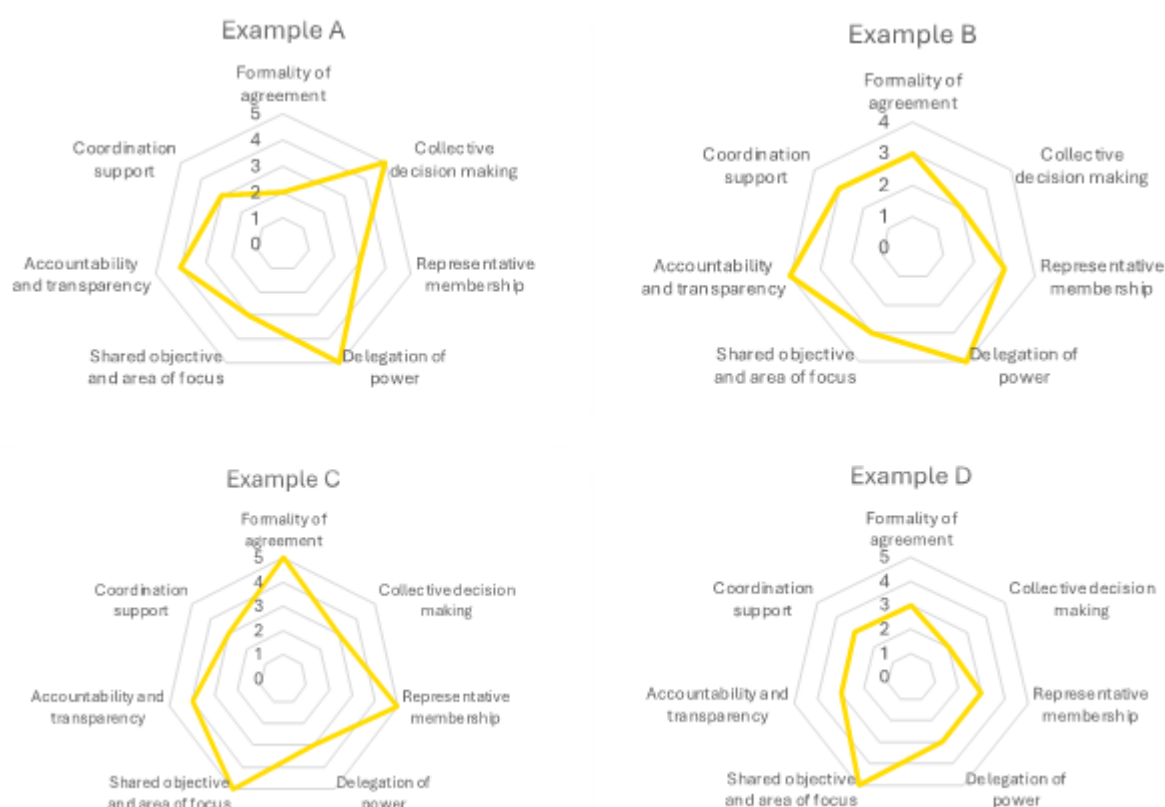 Example A
Formality of
agreement
5
4
3
2
1
0
Collective
decision making
Representative
membership
Delegation of
power
Shared objective
and area of focus
Accountability
and transparency
Coordination
support
Example B
Formality of
agreement
4
3
2
1
0
Collective
decision making
Representative
membership
Delegation of
power
Shared objective
and area of focus
Accountability
and transparency
Coordination
support
Example C
Formality of
agreement
5
4
3
2
1
0
Collective decision
making
Representative
membership
Delegation of
power
Shared objective
and area of focus
Accountability and
transparency
Coordination
support
Example D
Formality of
agreement
5
4
3
2
1
0
Collective decision
making
Representative
membership
Delegation of
power
Shared objective
and area of focus
Accountability and
transparency
Coordination
support